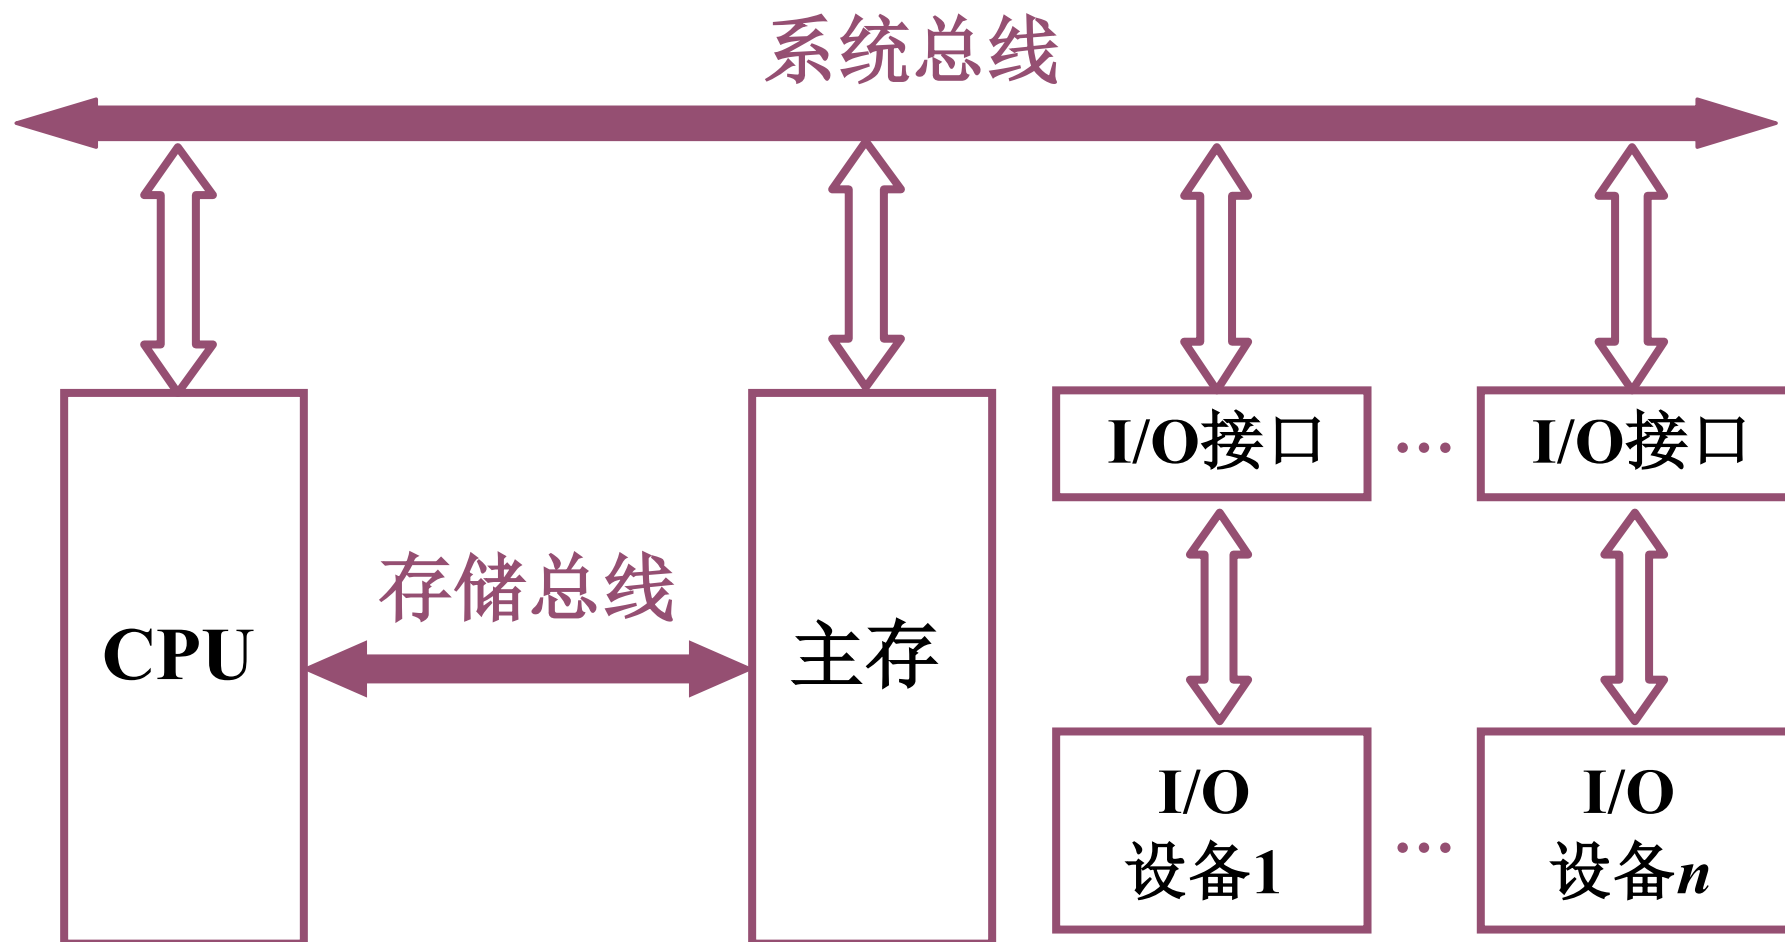 系统总线
I/O接口
…
I/O接口
存储总线
CPU
主存
I/O
设备1
…
I/O
设备n